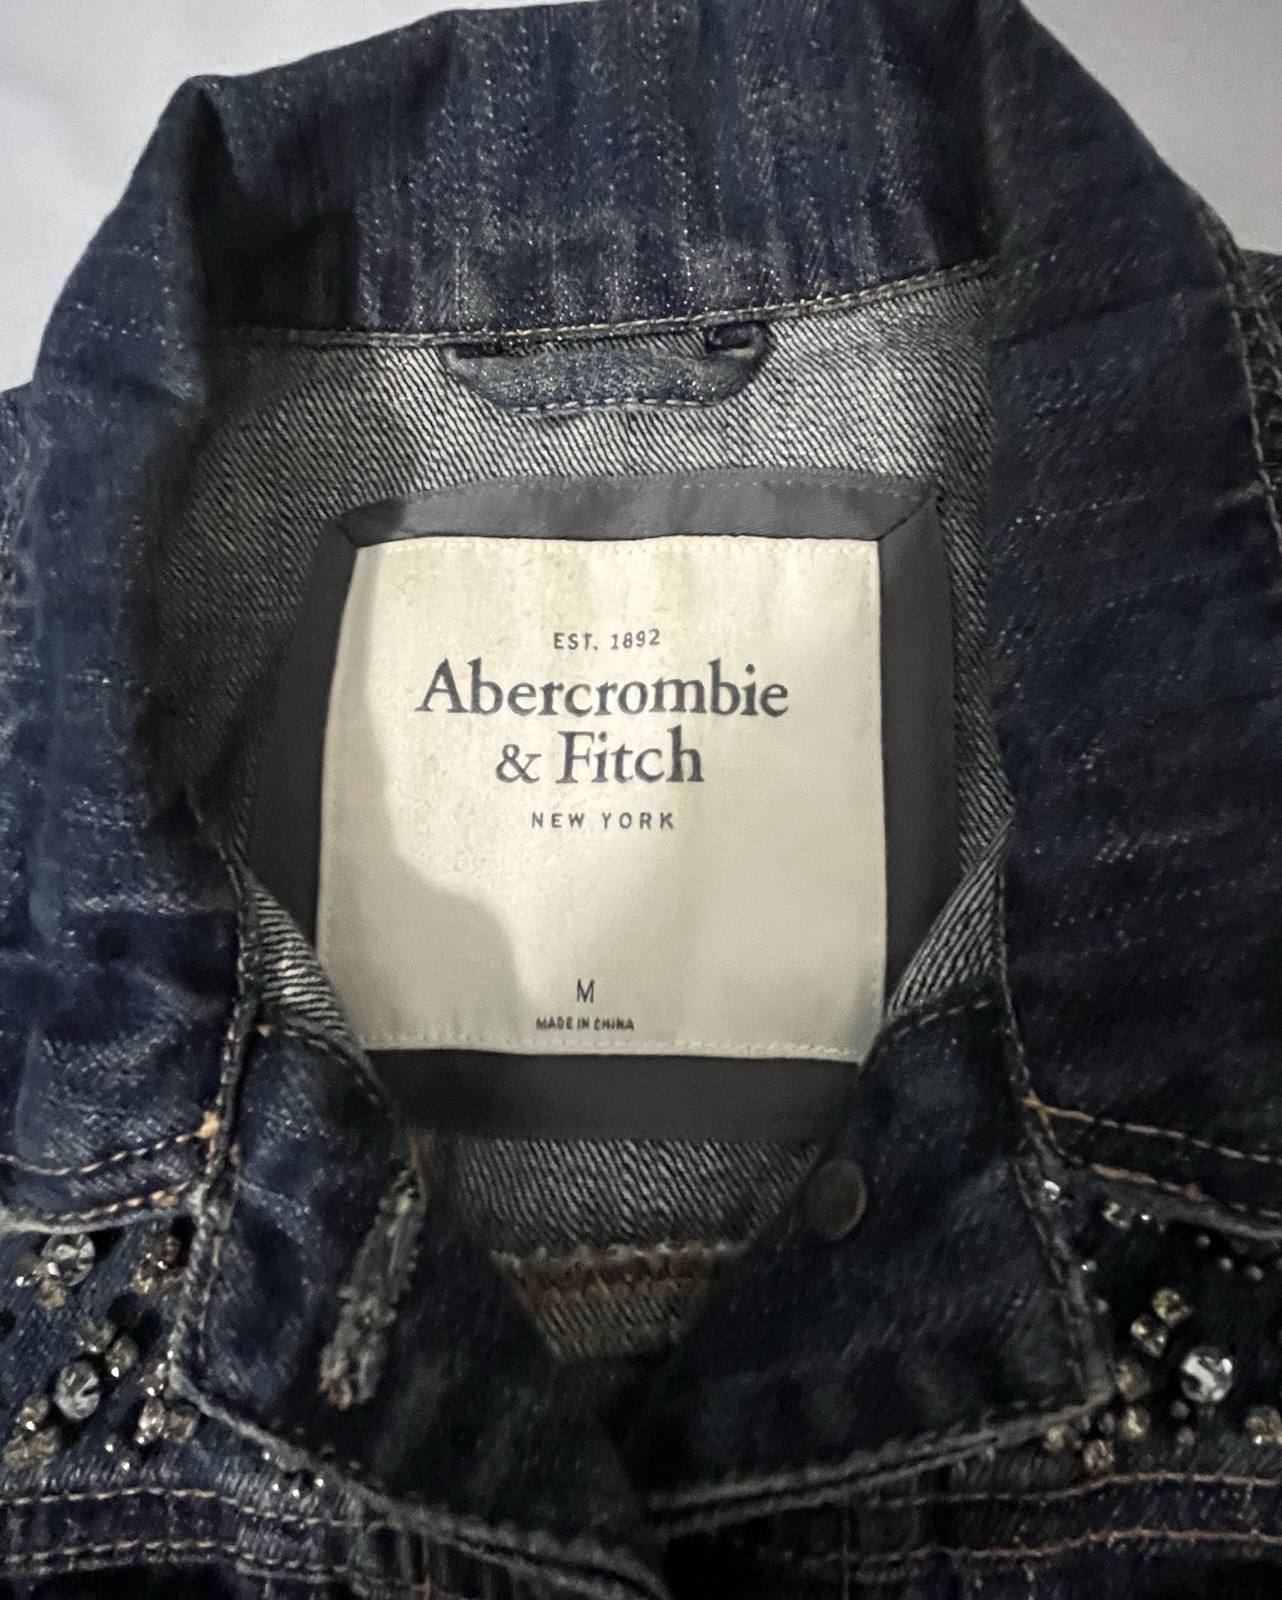 EST. 1892
Abercrombie
& Fitch
NEW YORK
M
MADE IN CHINA